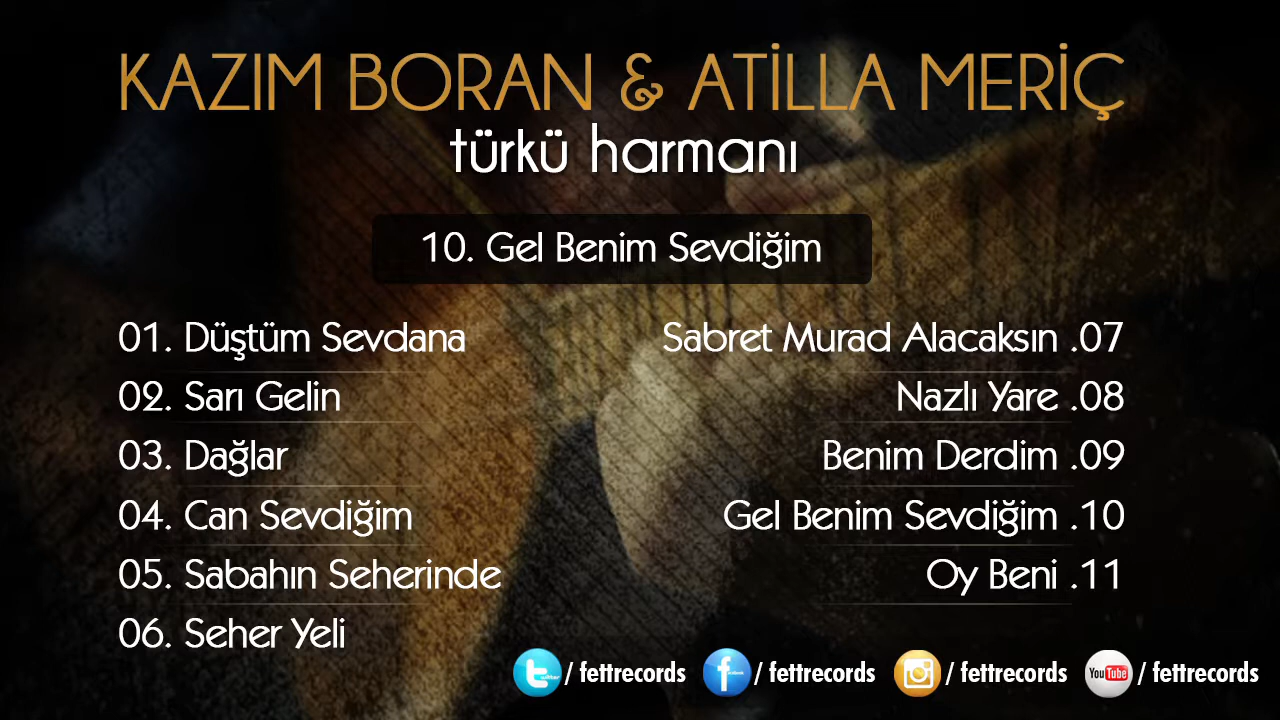 KAZIM BORAN & ATİLLA MERİÇ
türkü harmanı
10. Gel Benim Sevdiğim
01. Düştüm Sevdana
02. Sarı Gelin
03. Dağlar
04. Can Sevdiğim
05. Sabahın Seherinde
06. Seher Yeli
Sabret Murad Alacaksın .07
Nazlı Yare .08
Benim Derdim .09
Gel Benim Sevdiğim .10
Oy Beni .11
/ fettrecords / fettrecords / fettrecords YouTube / fettrecords